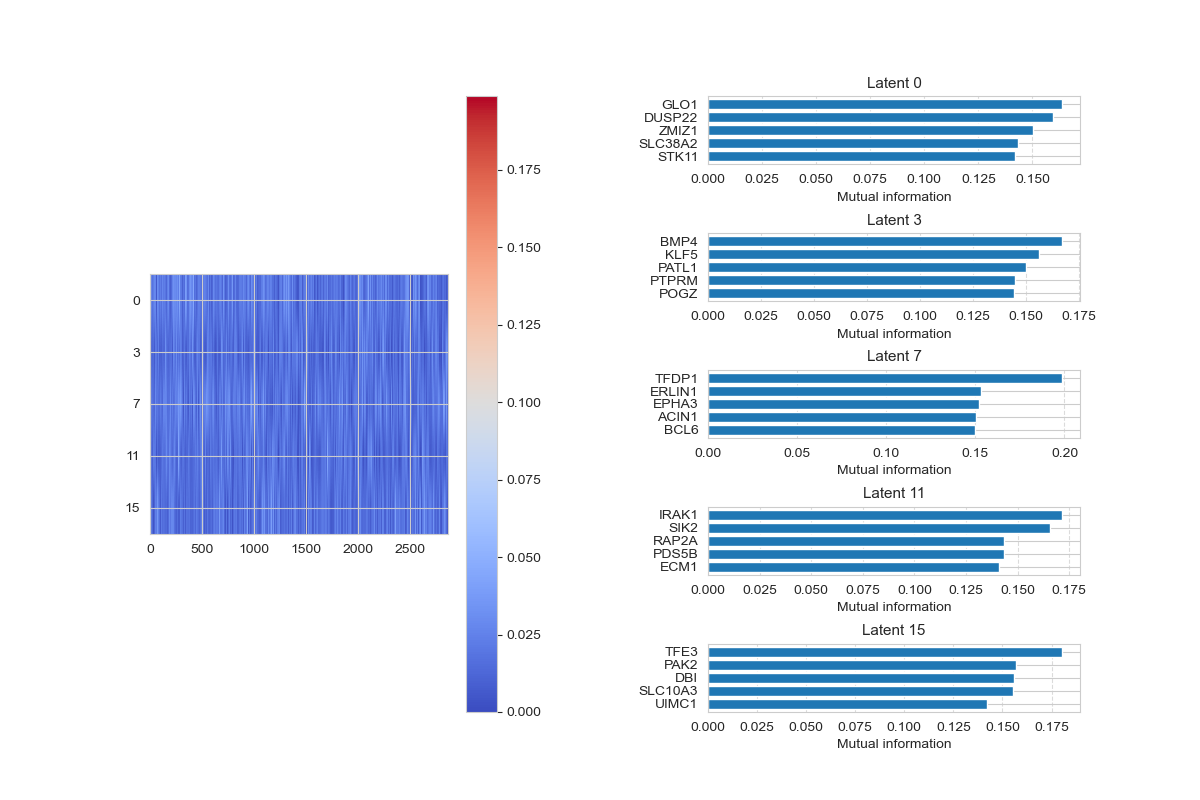 0
3
7
11
15
0 500 1000 1500 2000 2500
0.175
0.150
0.125
0.100
0.075
0.050
0.025
0.000
Latent 0
GLO1
DUSP22
ZMIZ1
SLC38A2
STK11
0.000 0.025 0.050 0.075 0.100 0.125 0.150
Mutual information
Latent 3
BMP4
KLF5
PATL1
PTPRM
POGZ
0.000 0.025 0.050 0.075 0.100 0.125 0.150 0.175
Mutual information
Latent 7
TFDP1
ERLIN1
EPHA3
ACIN1
BCL6
0.00 0.05 0.10 0.15 0.20
Mutual information
Latent 11
IRAK1
SIK2
RAP2A
PDS5B
ECM1
0.000 0.025 0.050 0.075 0.100 0.125 0.150 0.175
Mutual information
Latent 15
TFE3
PAK2
DBI
SLC10A3
UIMC1
0.000 0.025 0.050 0.075 0.100 0.125 0.150 0.175
Mutual information